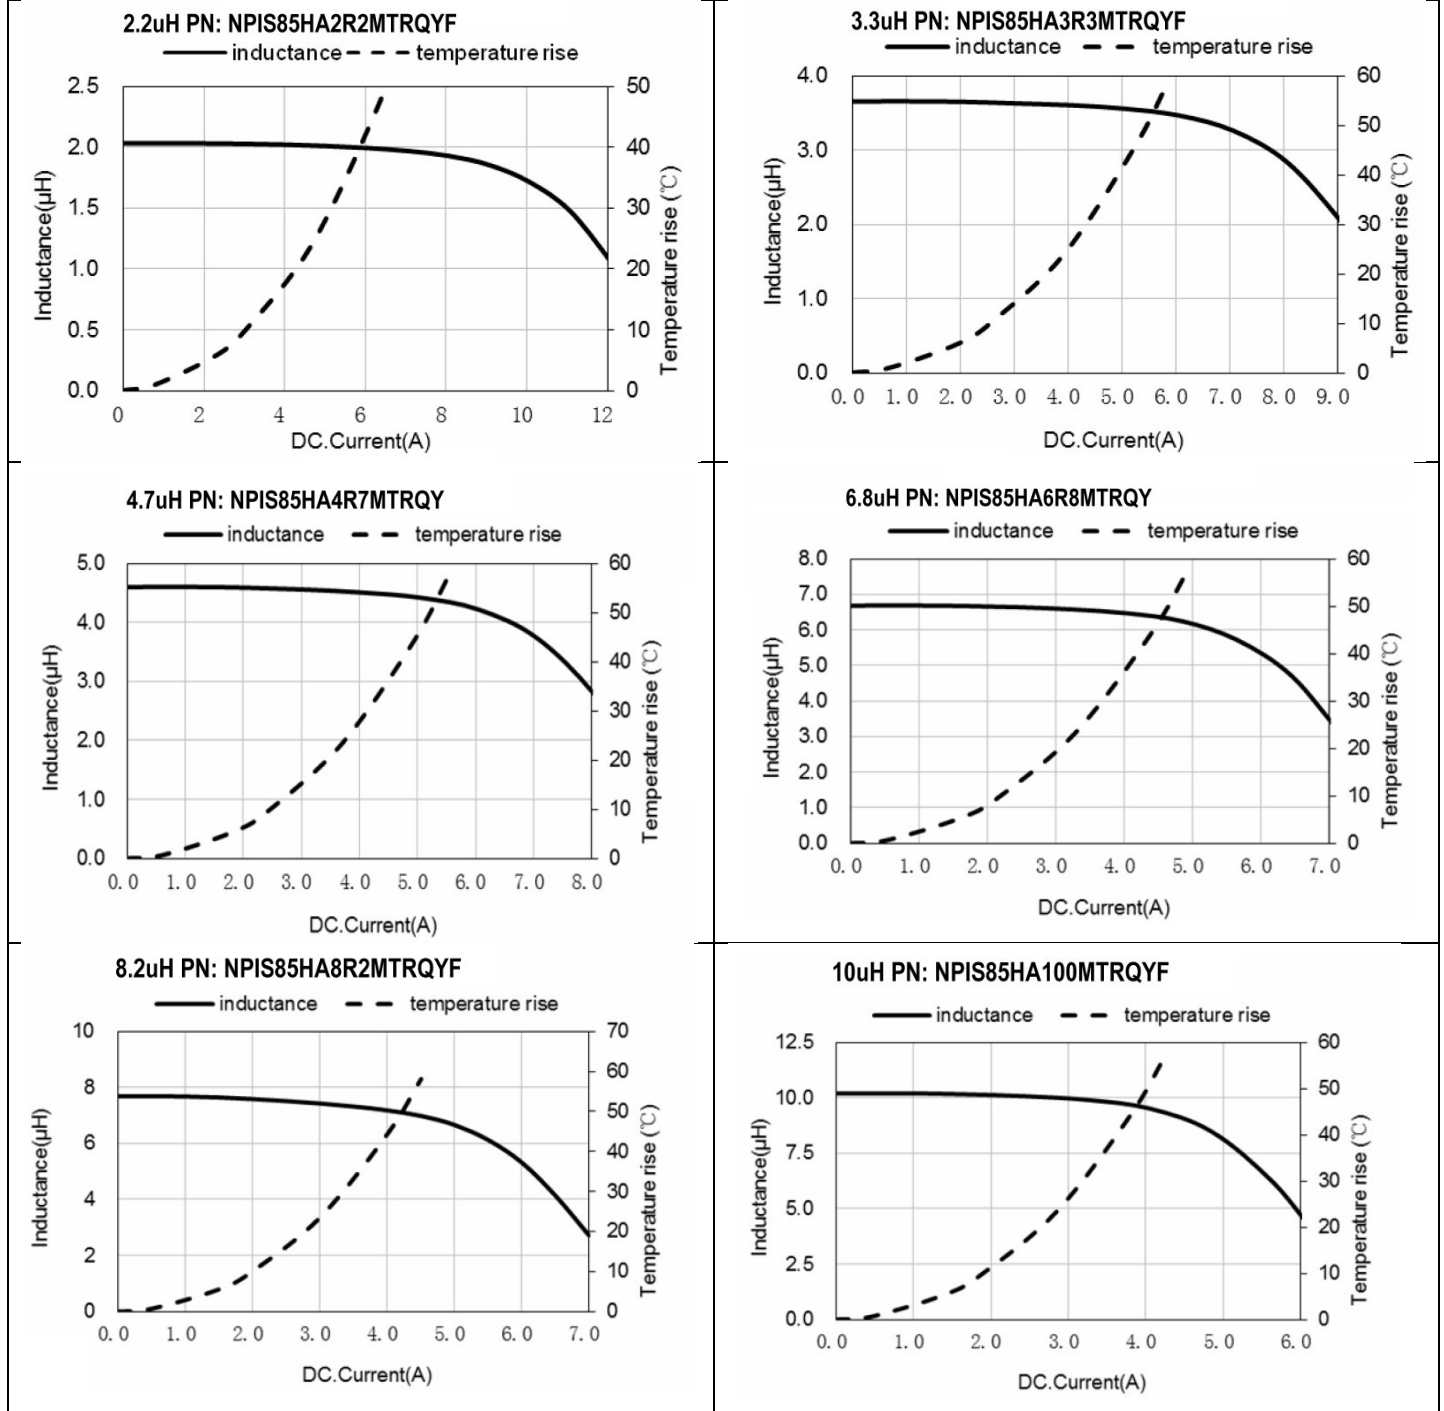 2.2uH PN: NPIS85HA2R2MTRQYF
inductance temperature rise
2.5 50
2.0 40
1.5 30
1.0 20
0.5 10
0.0 0
0 2 4 6 8 10 12
DC.Current(A)
Inductance(μH)
Temperature rise (℃)
3.3uH PN: NPIS85HA3R3MTRQYF
inductance temperature rise
4.0 60
50
3.0 40
2.0 30
20
1.0 10
0.0 0
0.0 1.0 2.0 3.0 4.0 5.0 6.0 7.0 8.0 9.0
DC.Current(A)
Inductance(μH)
Temperature rise (℃)
4.7uH PN: NPIS85HA4R7MTRQY
inductance temperature rise
5.0 60
4.0 50
3.0 40
30
2.0 20
1.0 10
0.0 0
0.0 1.0 2.0 3.0 4.0 5.0 6.0 7.0 8.0
DC.Current(A)
Inductance(μH)
Temperature rise (℃)
6.8uH PN: NPIS85HA6R8MTRQY
inductance temperature rise
8.0 60
7.0 50
6.0
5.0 40
4.0 30
3.0 20
2.0
1.0 10
0.0 0
0.0 1.0 2.0 3.0 4.0 5.0 6.0 7.0
DC.Current(A)
Inductance(μH)
Temperature rise (℃)
8.2uH PN: NPIS85HA8R2MTRQYF
inductance temperature rise
10 70
8 60
50
6 40
4 30
20
2 10
0 0
0.0 1.0 2.0 3.0 4.0 5.0 6.0 7.0
DC.Current(A)
Inductance(μH)
Temperature rise (℃)
10uH PN: NPIS85HA100MTRQYF
inductance temperature rise
12.5 60
10.0 50
7.5 40
30
5.0 20
2.5 10
0.0 0
0.0 1.0 2.0 3.0 4.0 5.0 6.0
DC.Current(A)
Inductance(μH)
Temperature rise (℃)